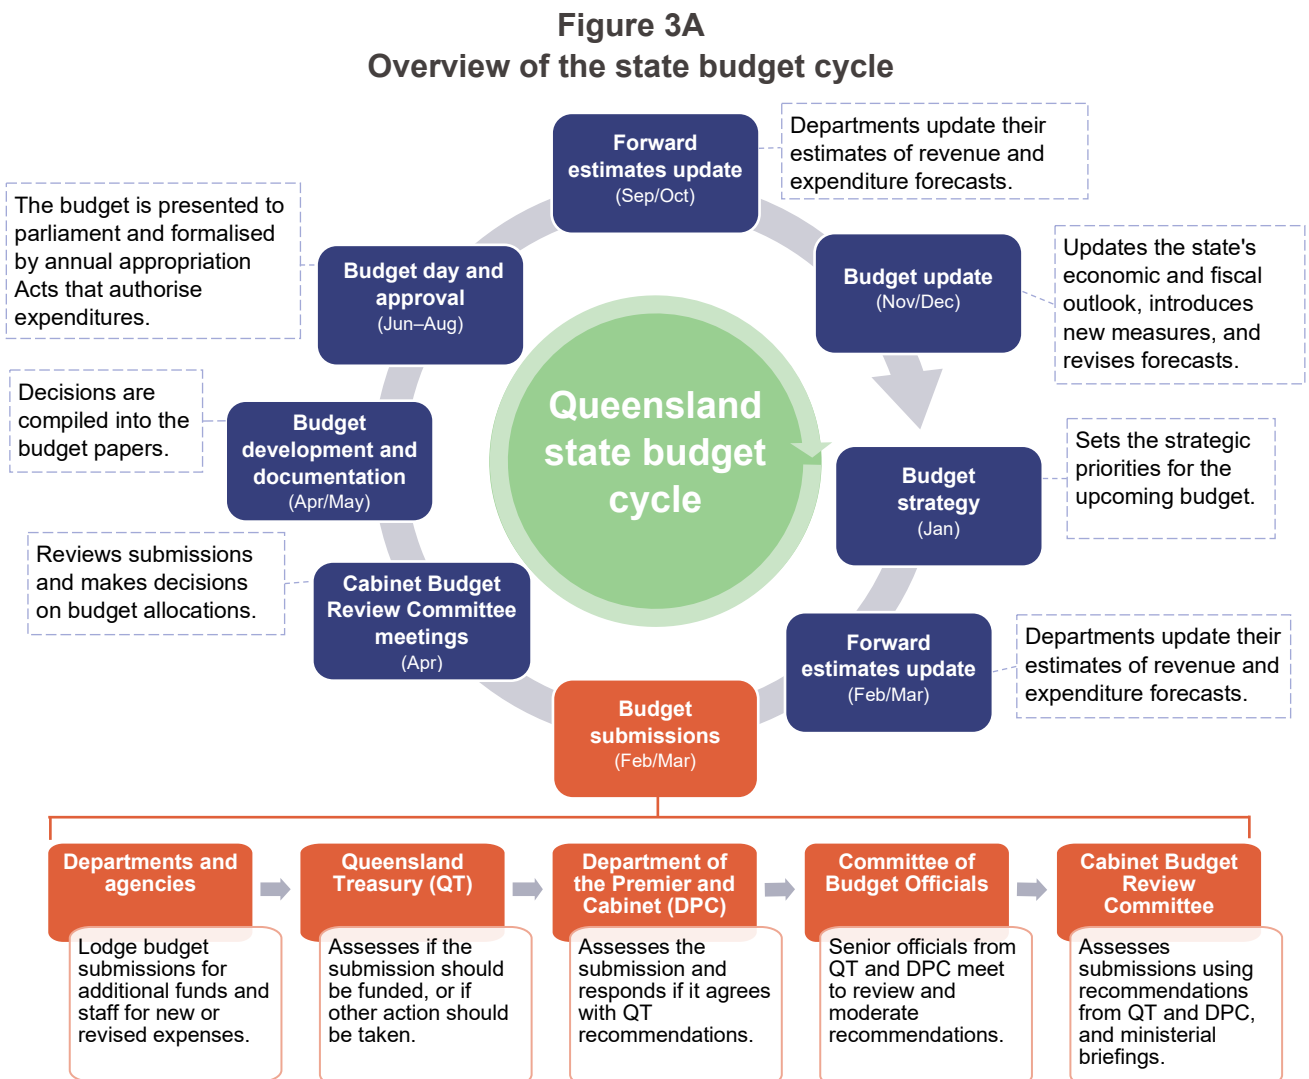 Figure 3A
Overview of the state budget cycle
Forward
estimates update
(Sep/Oct)
Departments update their
estimates of revenue and
expenditure forecasts.
Budget update
(Nov/Dec)
Updates the state's
economic and fiscal
outlook, introduces
new measures, and
revises forecasts.
Budget
strategy
(Jan)
Sets the strategic
priorities for the
upcoming budget.
Forward
estimates update
(Feb/Mar)
Departments update their
estimates of revenue and
expenditure forecasts.
Budget
submissions
(Feb/Mar)
Cabinet Budget
Review Committee
meetings
(Apr)
Reviews submissions
and makes decisions
on budget allocations.
Budget
development and
documentation
(Apr/May)
Decisions are
compiled into the
budget papers.
Budget day and
approval
(Jun–Aug)
The budget is presented to
parliament and formalised
by annual appropriation
Acts that authorise
expenditures.
Queensland
state budget
cycle
Departments and
agencies
Lodge budget
submissions for
additional funds and
staff for new or
revised expenses.
Queensland
Treasury (QT)
Assesses if the
submission should
be funded, or if
other action should
be taken.
Department of
the Premier and
Cabinet (DPC)
Assesses the
submission and
responds if it agrees
with QT
recommendations.
Committee of
Budget Officials
Senior officials from
QT and DPC meet
to review and
moderate
recommendations.
Cabinet Budget
Review
Committee
Assesses
submissions using
recommendations
from QT and DPC,
and ministerial
briefings.